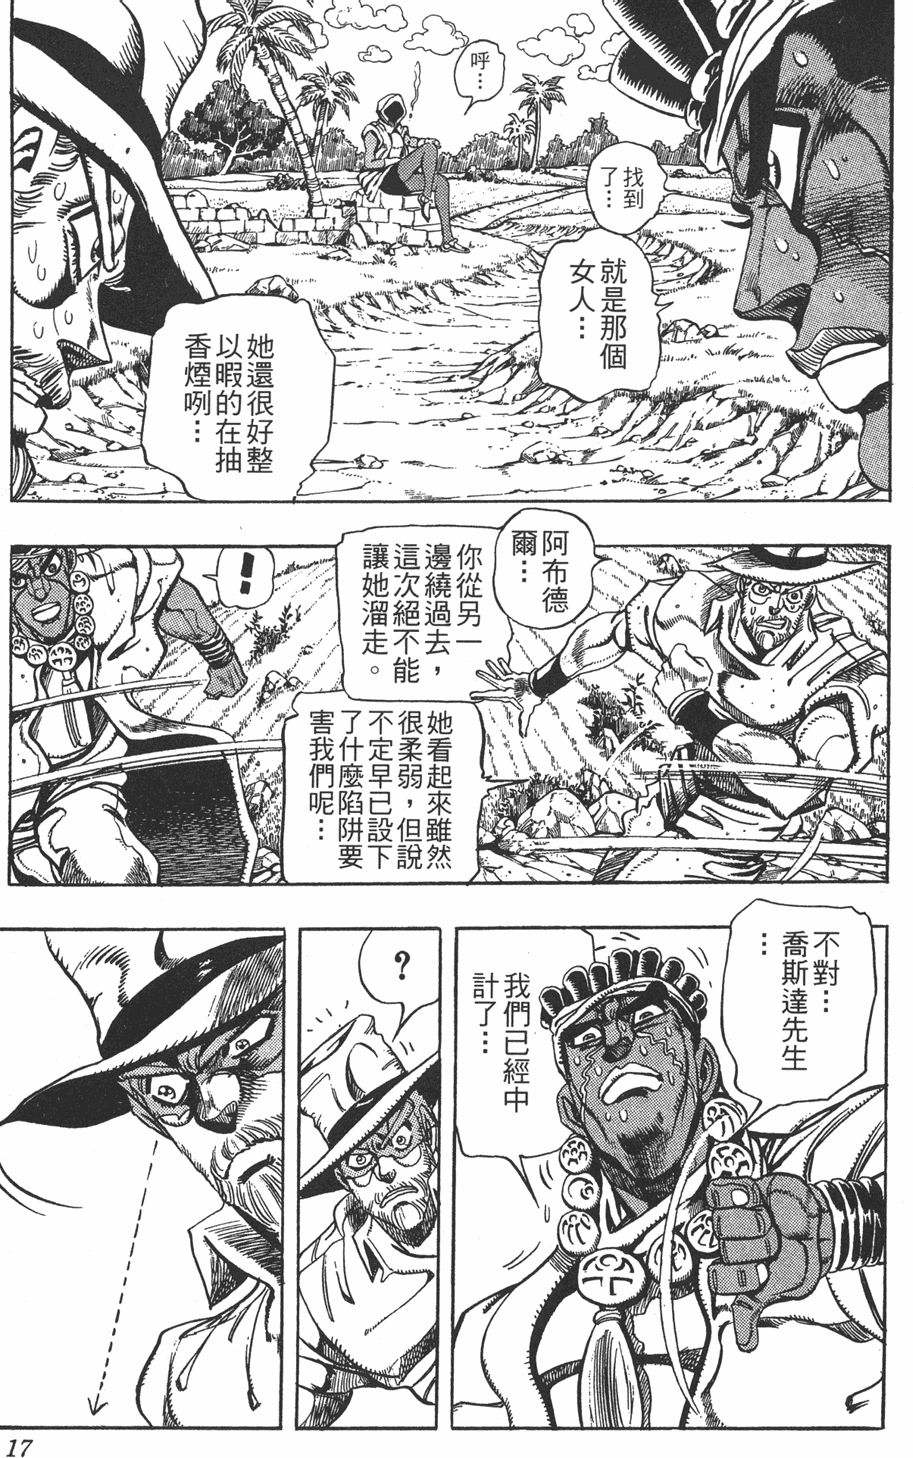 呼…
找到
了…
就是那個
女人…
她還很好整
以暇的在抽
香煙咧…
阿布德
爾…
你從另一
邊繞過去，
這次絕不能
讓她溜走。
她看起來雖然
很柔弱，但說
不定早已設下
了什麼陷阱要
害我們呢…
！
不對…
喬斯達先生
…
我們已經中
計了…
？
17